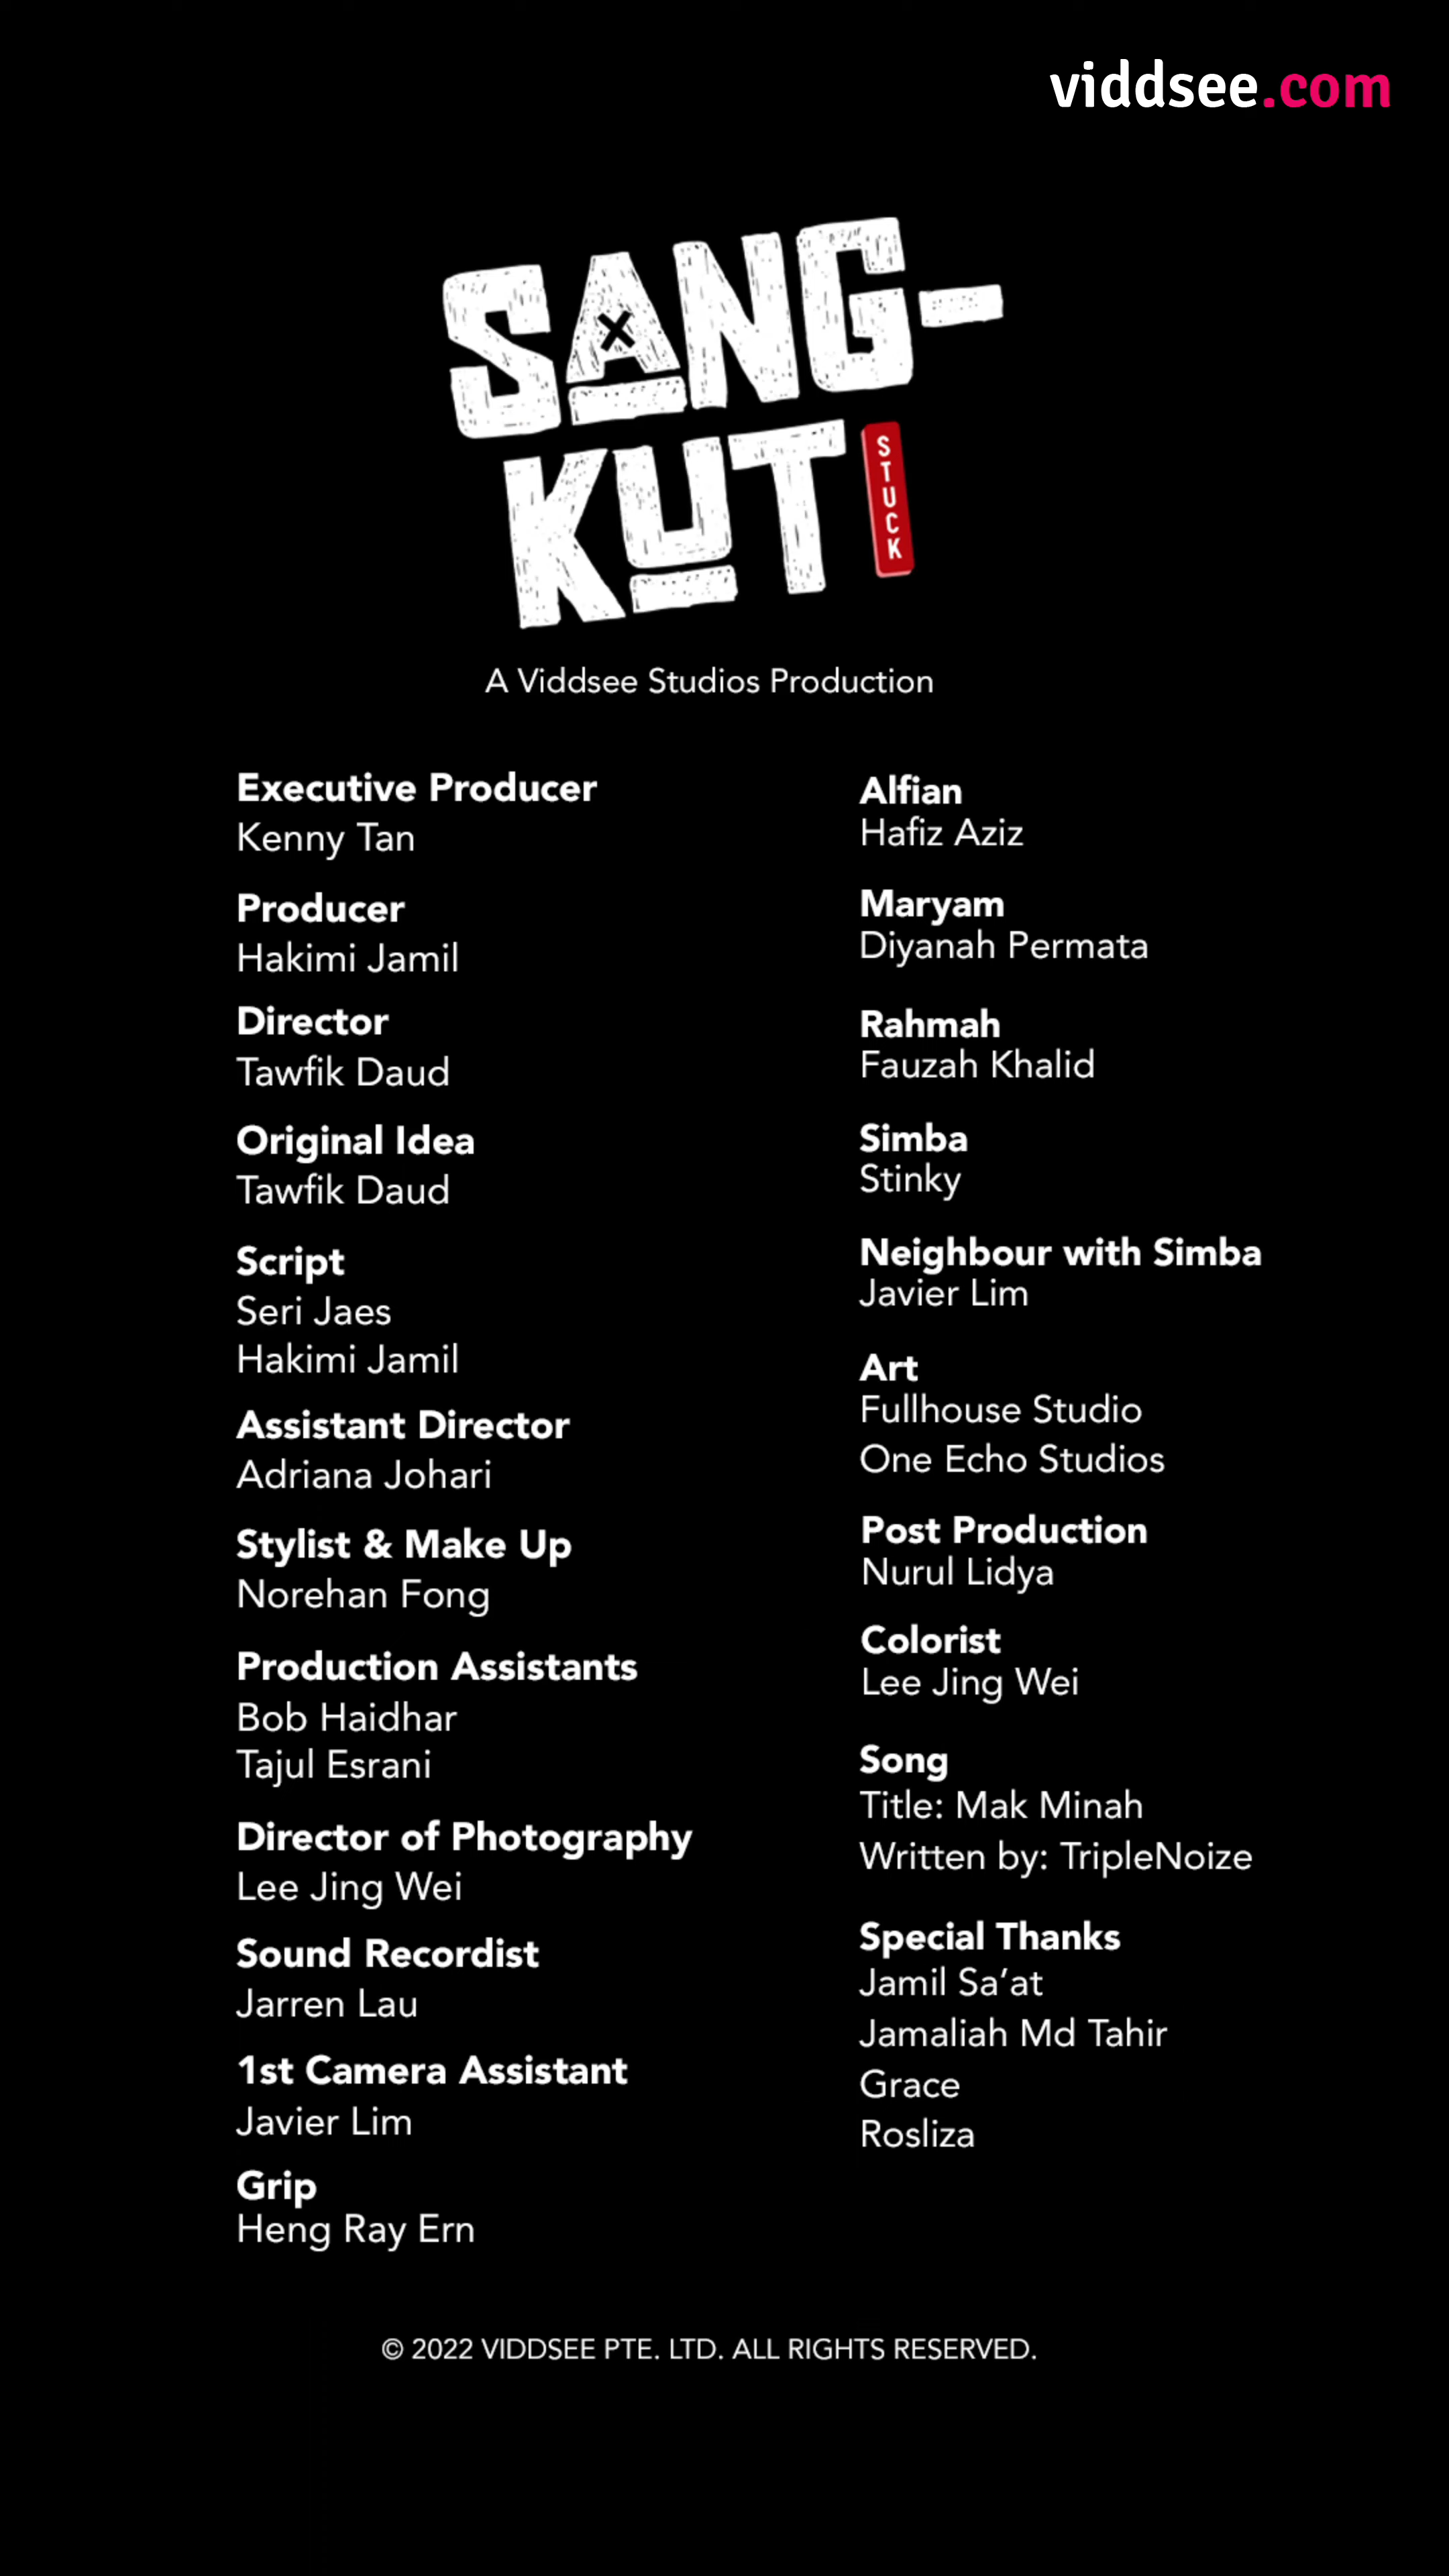 viddsee.com
SANG-
KUT
STUCK
A Viddsee Studios Production
Executive Producer
Kenny Tan
Producer
Hakimi Jamil
Director
Tawfik Daud
Original Idea
Tawfik Daud
Script
Seri Jaes
Hakimi Jamil
Assistant Director
Adriana Johari
Stylist & Make Up
Norehan Fong
Production Assistants
Bob Haidhar
Tajul Esrani
Director of Photography
Lee Jing Wei
Sound Recordist
Jarren Lau
1st Camera Assistant
Javier Lim
Grip
Heng Ray Ern
Alfian
Hafiz Aziz
Maryam
Diyanah Permata
Rahmah
Fauzah Khalid
Simba
Stinky
Neighbour with Simba
Javier Lim
Art
Fullhouse Studio
One Echo Studios
Post Production
Nurul Lidya
Colorist
Lee Jing Wei
Song
Title: Mak Minah
Written by: TripleNoize
Special Thanks
Jamil Sa’at
Jamaliah Md Tahir
Grace
Rosliza
© 2022 VIDDSEE PTE. LTD. ALL RIGHTS RESERVED.